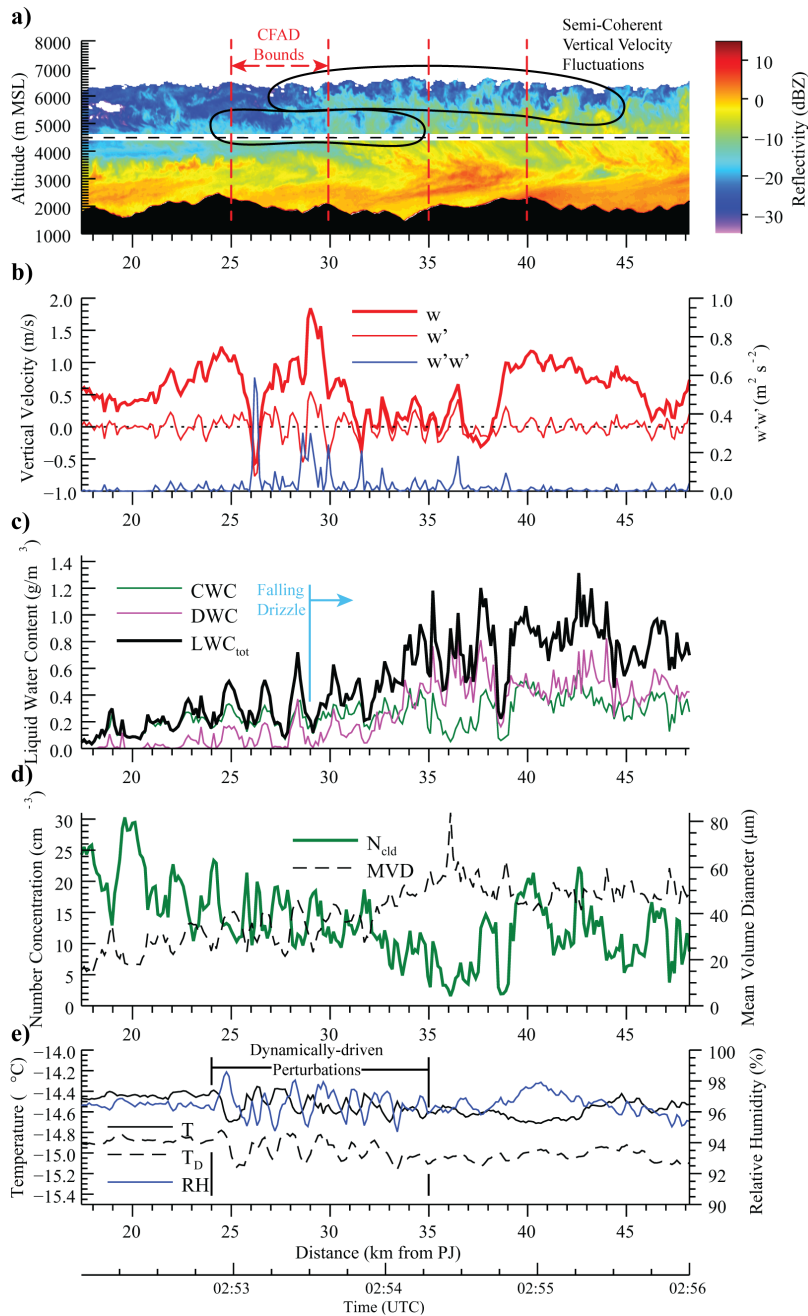 a)
CFAD
Bounds
Semi-Coherent
Vertical Velocity
Fluctuations
8000
7000
6000
5000
4000
3000
2000
1000
Altitude (m MSL)
20 25 30 35 40 45
10
0
−10
−20
−30
Reflectivity (dBZ)
b)
2.0
1.5
1.0
0.5
0.0
−0.5
−1.0
Vertical Velocity (m/s)
w
w'
w'w'
1.0
0.8
0.6
0.4
0.2
0.0
w'w' (m² s⁻²)
20 25 30 35 40 45
c)
1.4
1.2
1.0
0.8
0.6
0.4
0.2
0.0
Liquid Water Content (g/m³)
CWC
DWC
LWCtot
Falling
Drizzle
20 25 30 35 40 45
d)
30
25
20
15
10
5
0
Number Concentration (cm⁻³)
Ncld
MVD
80
60
40
20
0
Mean Volume Diameter (μm)
20 25 30 35 40 45
e)
−14.0
−14.2
−14.4
−14.6
−14.8
−15.0
−15.2
−15.4
Temperature (°C)
Dynamically-driven
Perturbations
T
TD
RH
100
98
96
94
92
90
Relative Humidity (%)
20 25 30 35 40 45
Distance (km from PJ)
02:53 02:54 02:55 02:56
Time (UTC)